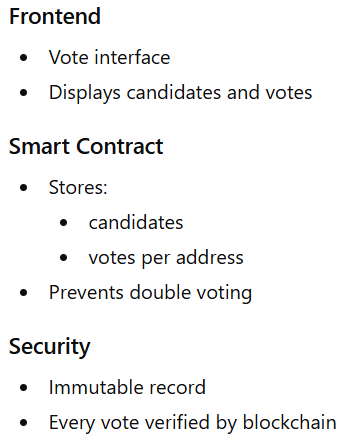 Frontend
• Vote interface
• Displays candidates and votes
Smart Contract
• Stores:
• candidates
• votes per address
• Prevents double voting
Security
• Immutable record
• Every vote verified by blockchain